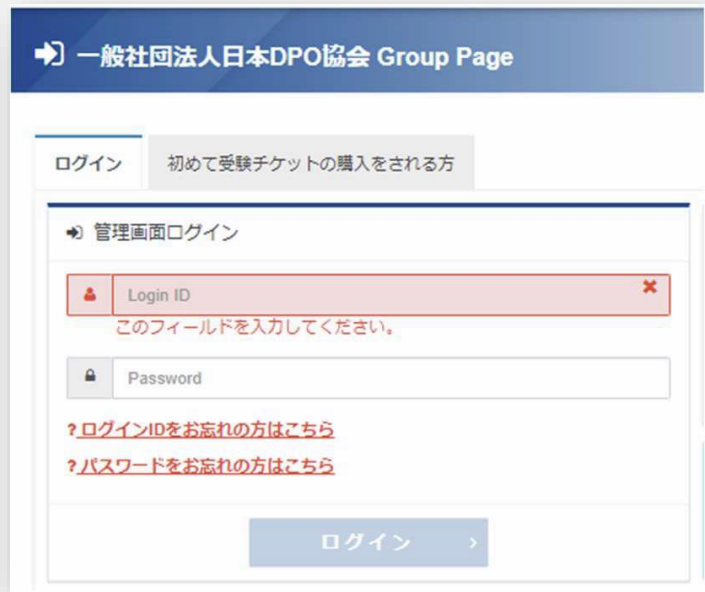 一般社団法人日本DPO協会 Group Page
ログイン
初めて受験チケットの購入をされる方
管理画面ログイン
Login ID
このフィールドを入力してください。
Password
?ログインIDをお忘れの方はこちら
?パスワードをお忘れの方はこちら
ログイン